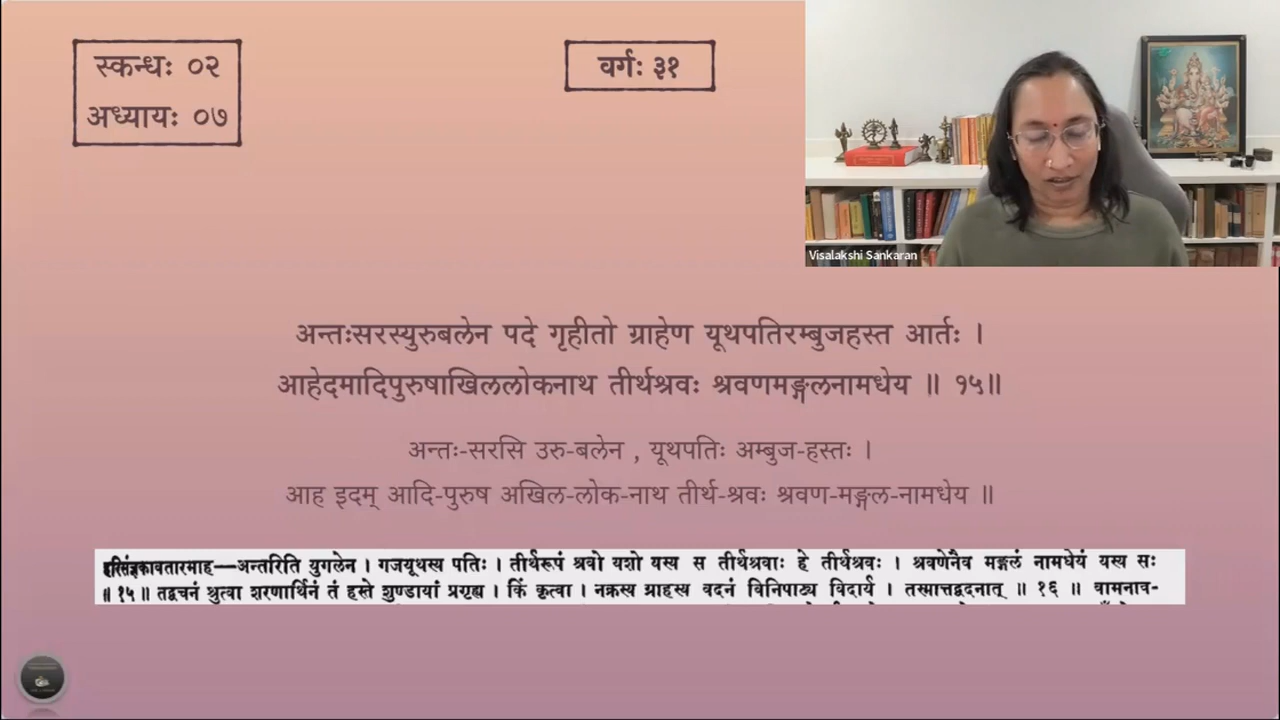 स्कन्धः ०२
अध्यायः ०७
वर्गः ३१
Visalakshi Sankaran
अन्तःसरस्युरुबलेन पदे गृहीतो ग्राहेण यूथपतिरम्बुजहस्त आर्तः ।
आहेदमादिपुरुषाखिललोकनाथ तीर्थश्रवः श्रवणमङ्गलनामधेय ॥ १५॥
अन्तः-सरसि उरु-बलेन , यूथपतिः अम्बुज-हस्तः ।
आह इदम् आदि-पुरुष अखिल-लोक-नाथ तीर्थ-श्रवः श्रवण-मङ्गल-नामधेय ॥
हरिसंज्ञकावतारमाह—अन्तरिति युगलेन । गजयूथस्य पतिः । तीर्थरूपं श्रवो यशो यस्य स तीर्थश्रवाः हे तीर्थश्रवः । श्रवणेनैव मङ्गलं नामधेयं यस्य सः
॥ १५ ॥ तद्वचनं श्रुत्वा शरणार्थिनं तं हस्ते शुण्डायां प्रगृह्य । किं कृत्वा । नक्रस्य ग्राहस्य वदनं विनिपाट्य विदार्य । तस्मात्तद्वदनात् ॥ १६ ॥ वामनाव-